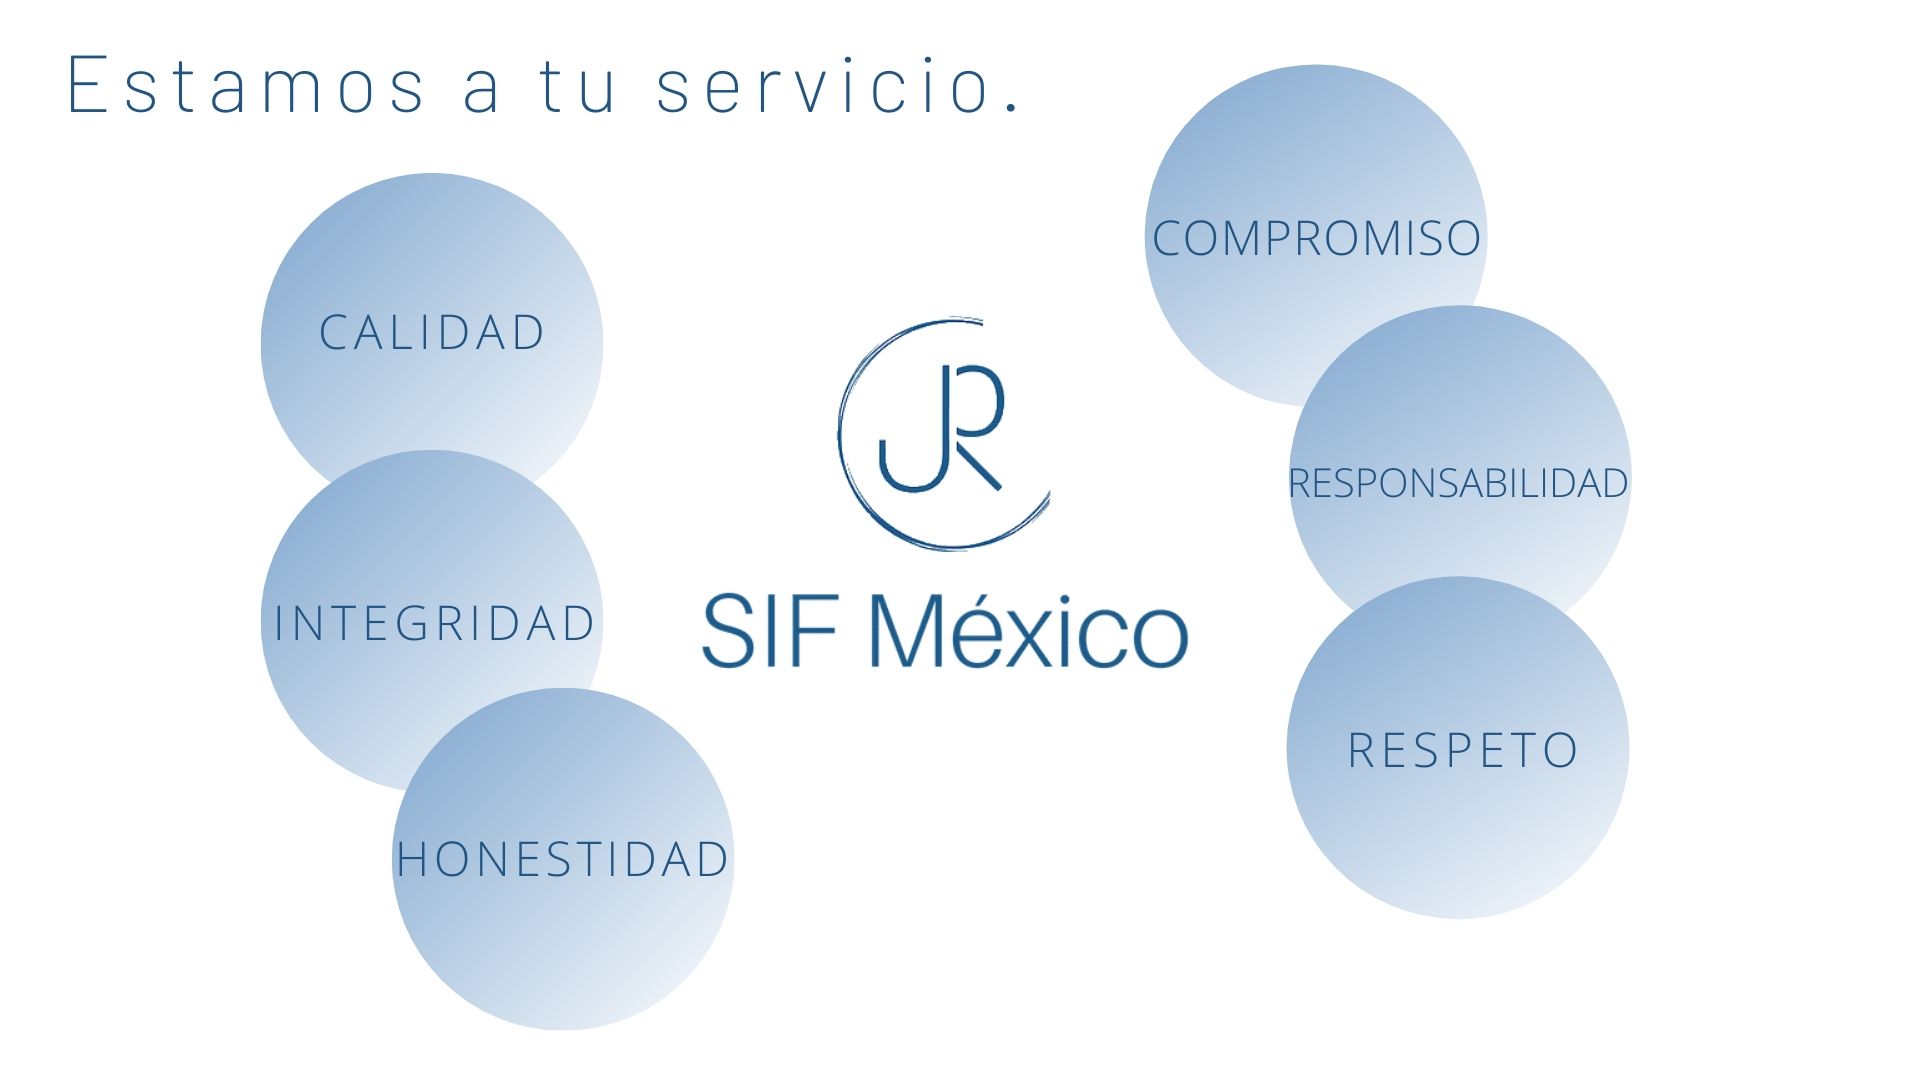 Estamos a tu servicio.
CALIDAD
INTEGRIDAD
HONESTIDAD
JR
SIF México
COMPROMISO
RESPONSABILIDAD
RESPETO